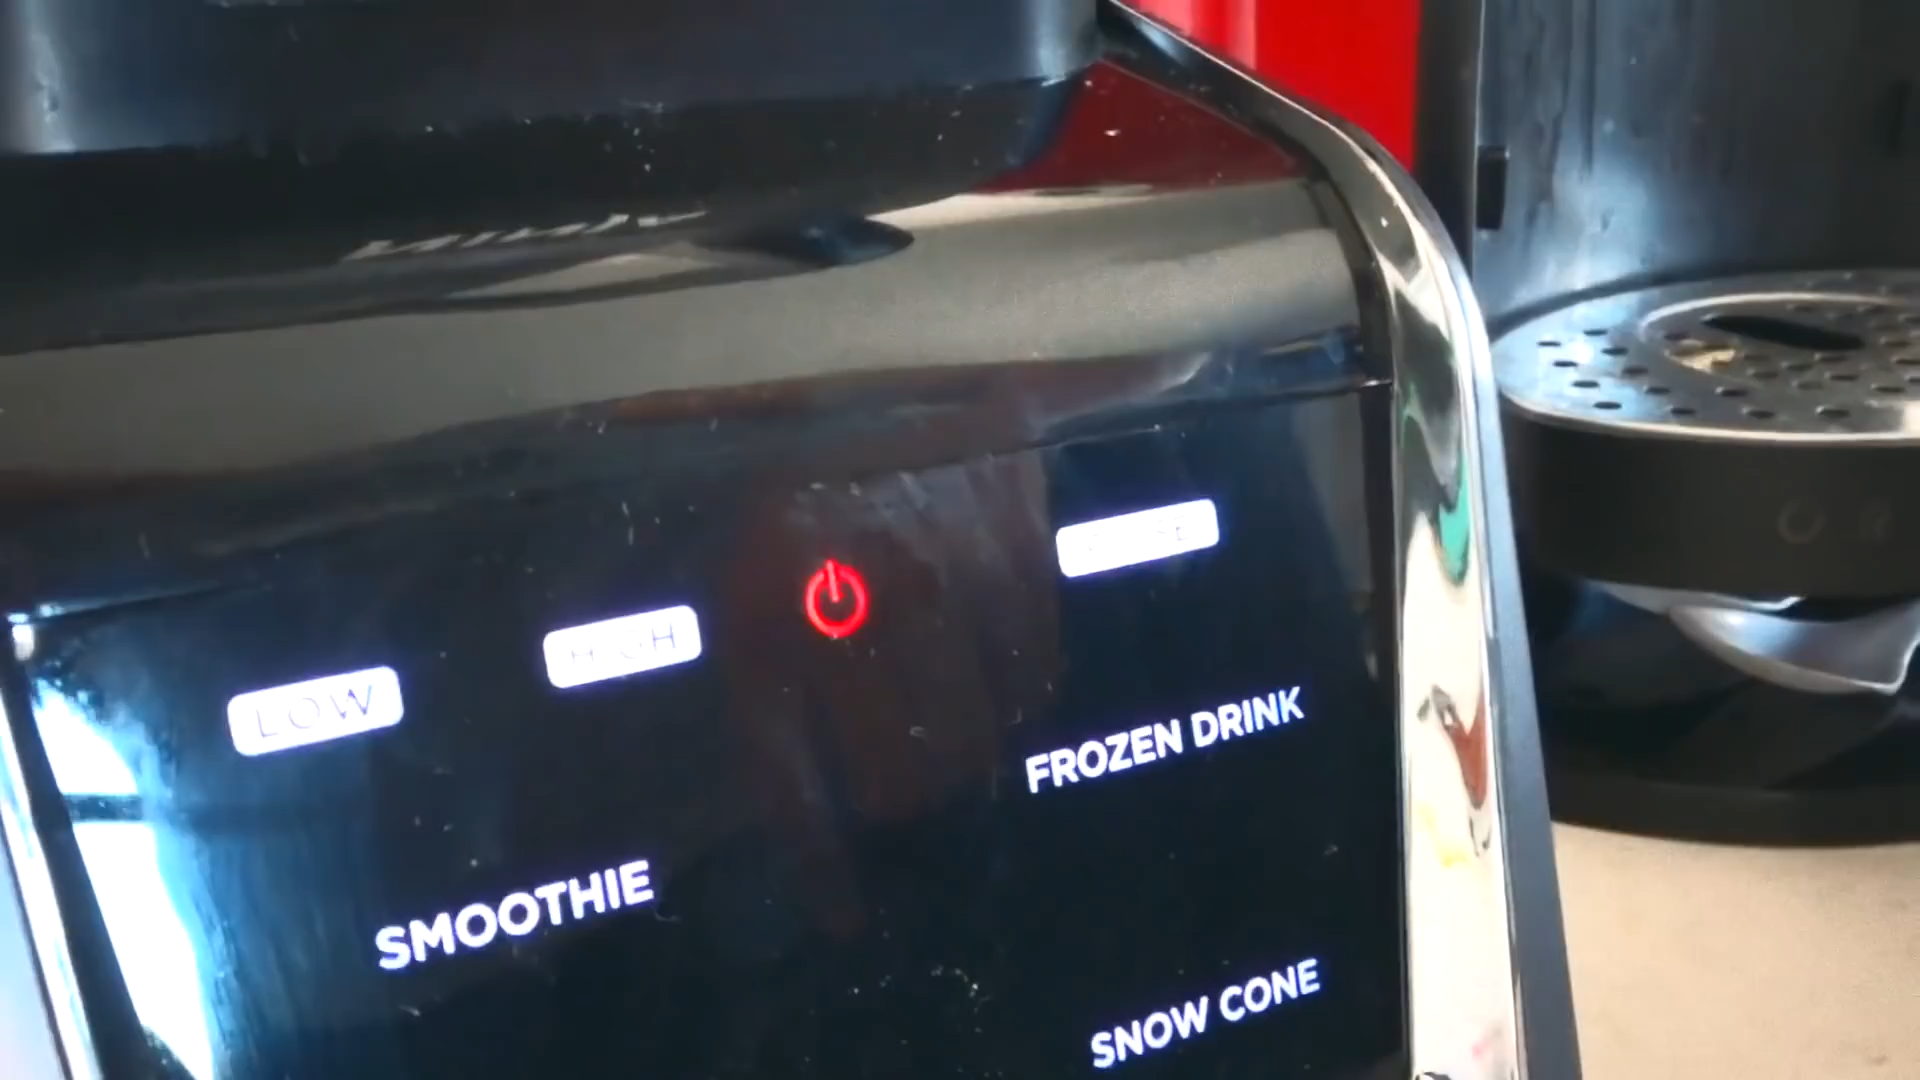 LOW
HIGH
FROZEN DRINK
SMOOTHIE
SNOW CONE